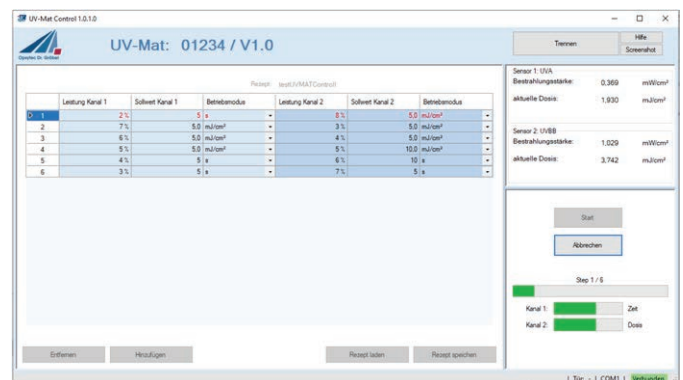 UV-Mat Control 1.0.1.0
Opsytec Dr. Gröbel
UV-Mat: 01234 / V1.0
Trennen
Hilfe
Screenshot
Rezept: testUVMATControll
Leistung Kanal 1 Sollwert Kanal 1 Betriebsmodus Leistung Kanal 2 Sollwert Kanal 2 Betriebsmodus
1 2 % 5 s 8 % 5,0 mJ/cm²
2 7 % 5,0 mJ/cm² 3 % 5,0 mJ/cm²
3 6 % 5,0 mJ/cm² 4 % 5,0 mJ/cm²
4 5 % 5,0 mJ/cm² 5 % 10,0 mJ/cm²
5 4 % 5 s 6 % 10 s
6 3 % 5 s 7 % 5 s
Sensor 1: UVA
Bestrahlungsstärke: 0,369 mW/cm²
aktuelle Dosis: 1,930 mJ/cm²
Sensor 2: UVBB
Bestrahlungsstärke: 1,029 mW/cm²
aktuelle Dosis: 3,742 mJ/cm²
Start
Abbrechen
Step 1 / 6
Kanal 1: Zeit
Kanal 2: Dosis
Entfernen Hinzufügen Rezept laden Rezept speichern
| Tür: - | COM1 | Verbunden